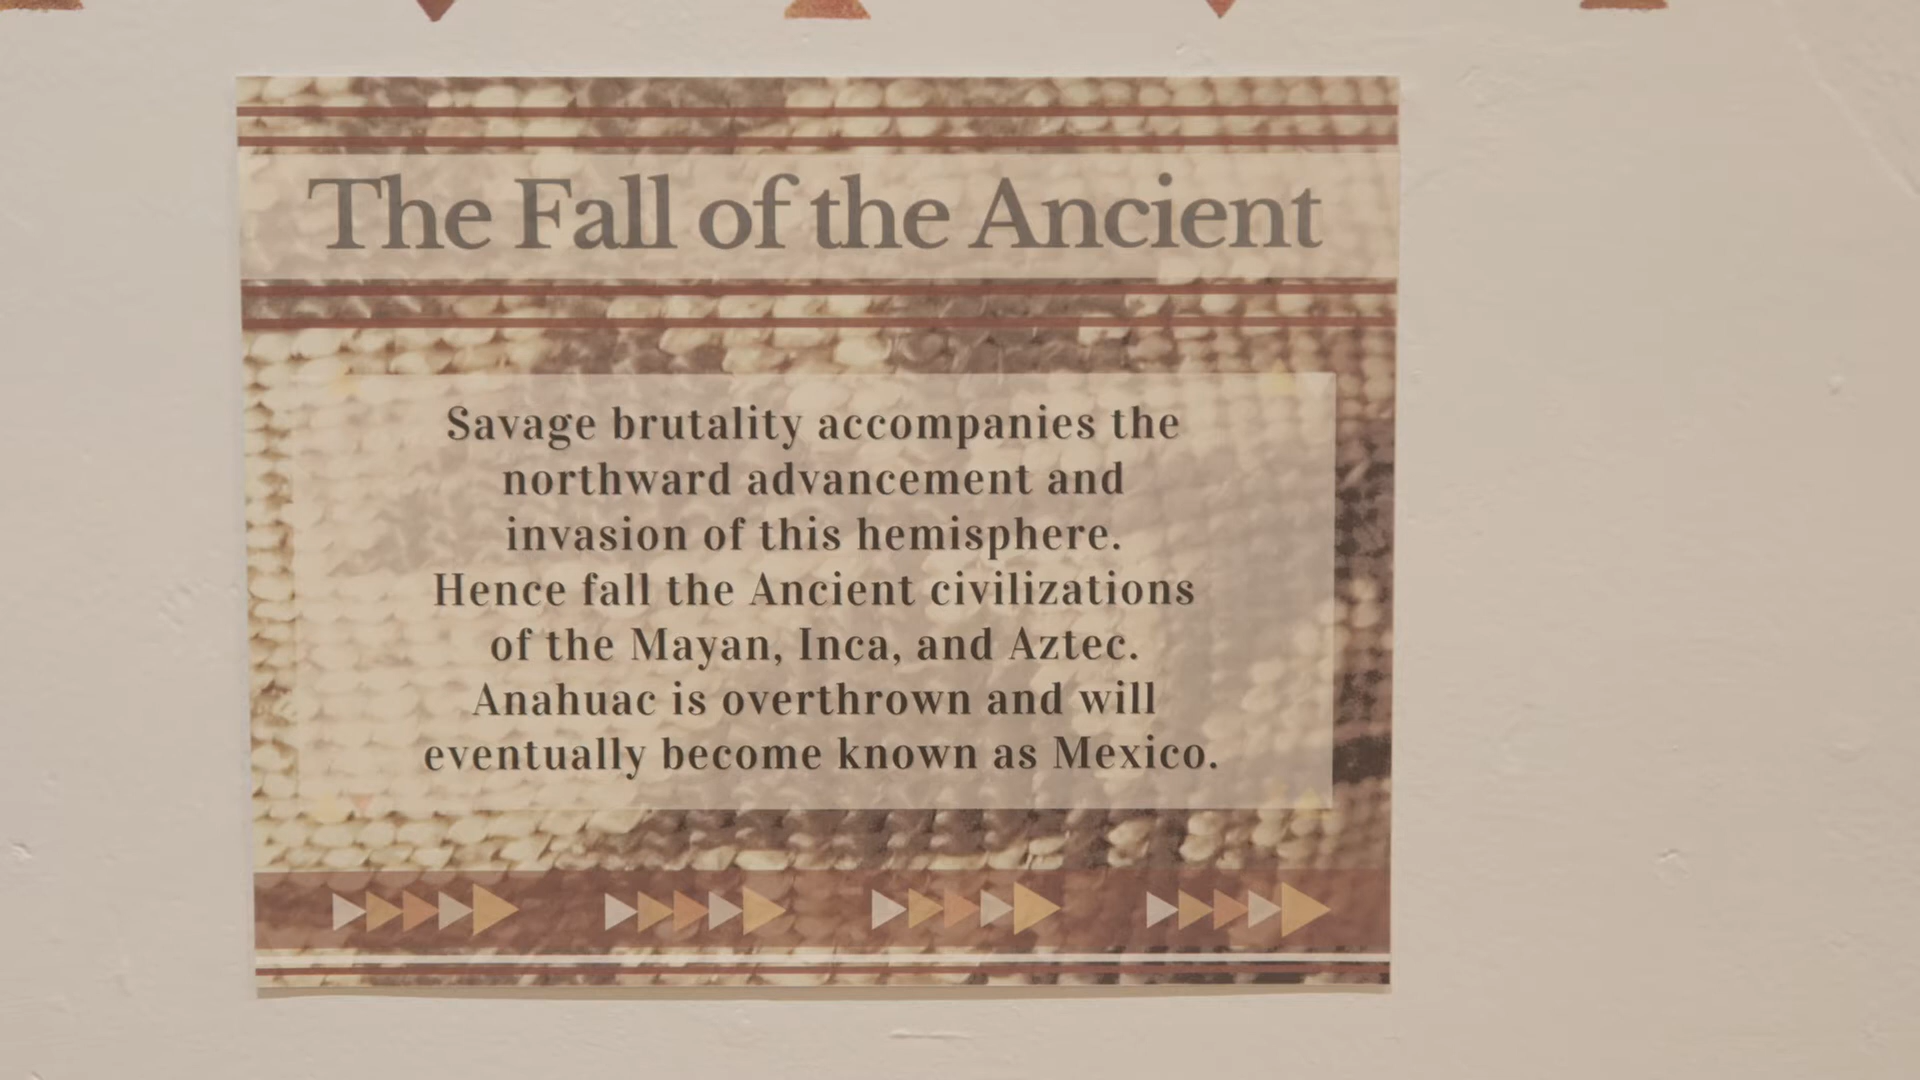 The Fall of the Ancient
Savage brutality accompanies the
northward advancement and
invasion of this hemisphere.
Hence fall the Ancient civilizations
of the Mayan, Inca, and Aztec.
Anahuac is overthrown and will
eventually become known as Mexico.